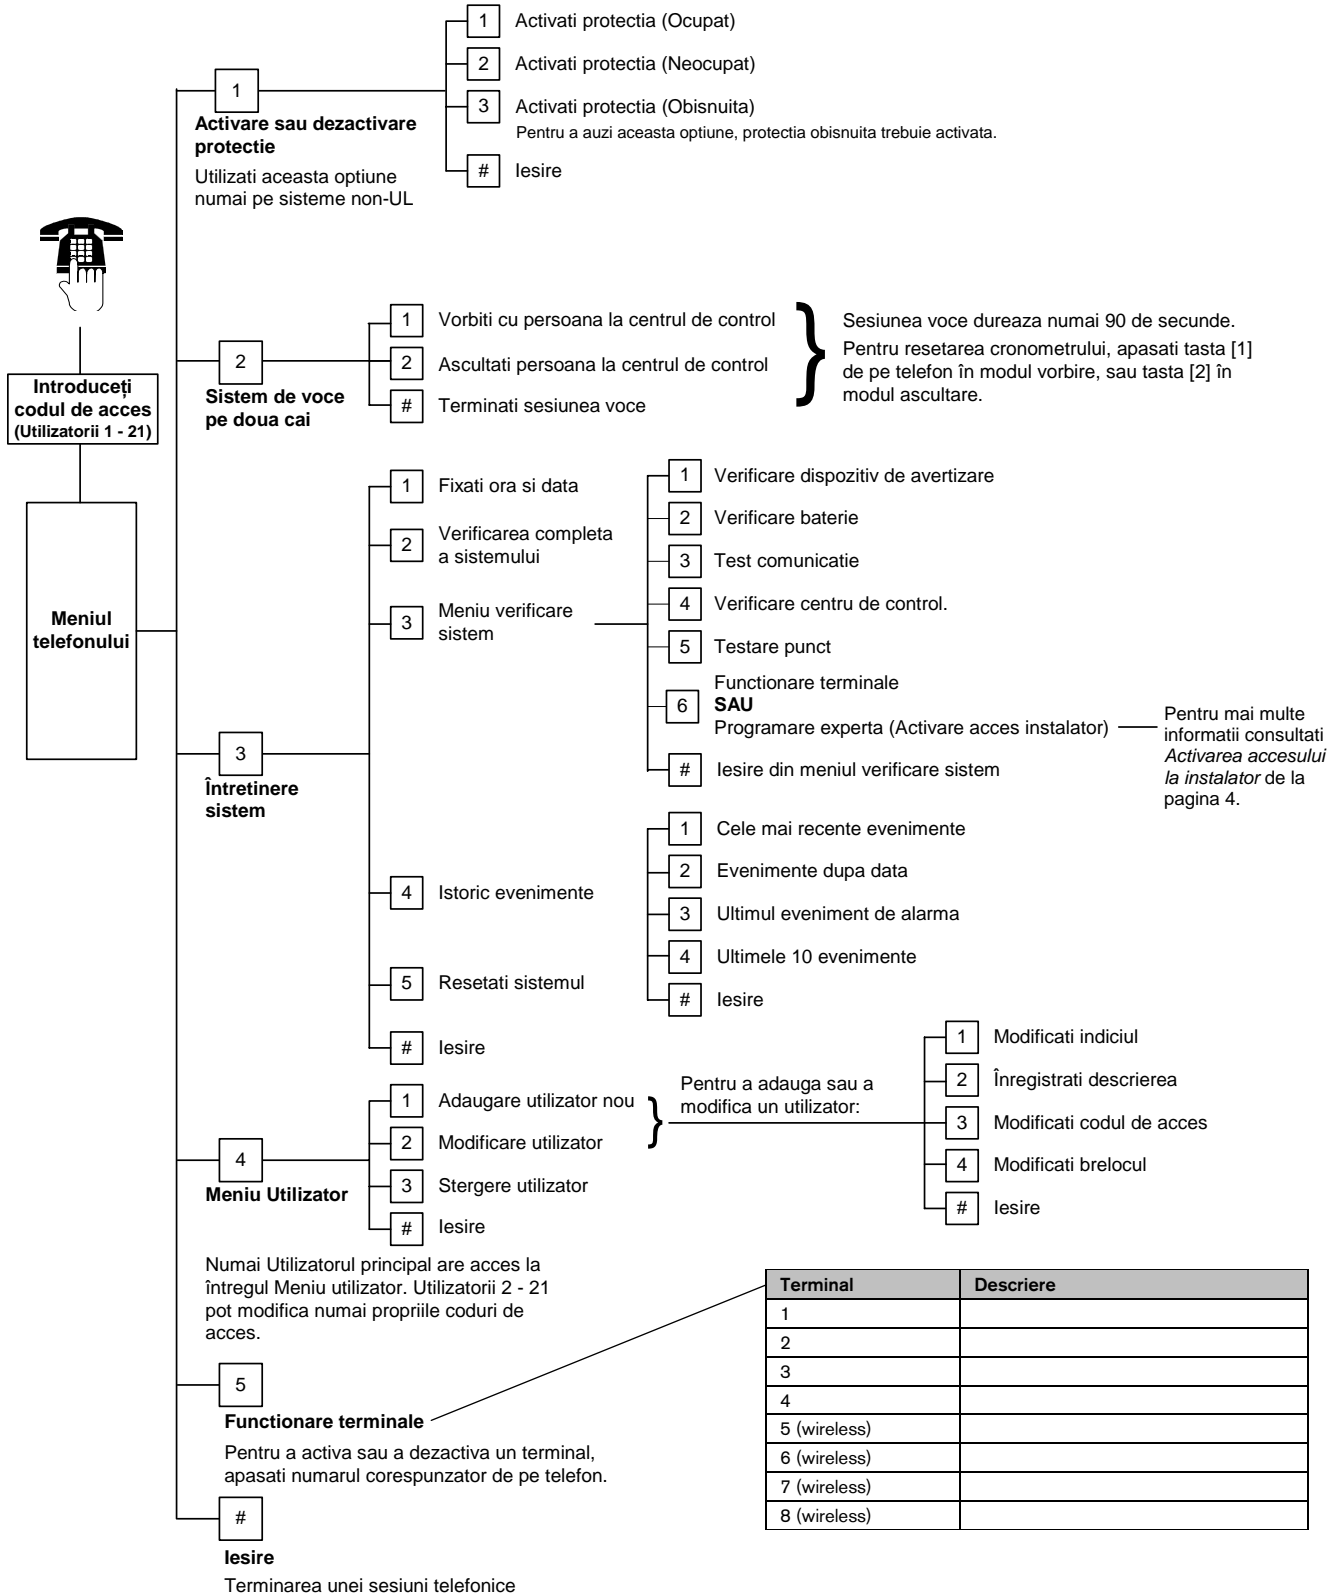 1 Activati protectia (Ocupat)
2 Activati protectia (Neocupat)
3 Activati protectia (Obisnuita)
Pentru a auzi aceasta optiune, protectia obisnuita trebuie activata.
# Iesire
1
Activare sau dezactivare
protectie
Utilizati aceasta optiune
numai pe sisteme non-UL
Introduceți
codul de acces
(Utilizatorii 1 - 21)
Meniul
telefonului
2
Sistem de voce
pe doua cai
1 Vorbiti cu persoana la centrul de control
2 Ascultati persoana la centrul de control
# Terminati sesiunea voce
} Sesiunea voce dureaza numai 90 de secunde.
Pentru resetarea cronometrului, apasati tasta [1]
de pe telefon în modul vorbire, sau tasta [2] în
modul ascultare.
3
Întretinere
sistem
1 Fixati ora si data
2 Verificarea completa
a sistemului
3 Meniu verificare
sistem
1 Verificare dispozitiv de avertizare
2 Verificare baterie
3 Test comunicatie
4 Verificare centru de control.
5 Testare punct
6 Functionare terminale
SAU
Programare experta (Activare acces instalator)
Pentru mai multe
informatii consultati
Activarea accesului
la instalator de la
pagina 4.
# Iesire din meniul verificare sistem
4 Istoric evenimente
1 Cele mai recente evenimente
2 Evenimente dupa data
3 Ultimul eveniment de alarma
4 Ultimele 10 evenimente
# Iesire
5 Resetati sistemul
# Iesire
4
Meniu Utilizator
1 Adaugare utilizator nou
2 Modificare utilizator
3 Stergere utilizator
# Iesire
} Pentru a adauga sau a
modifica un utilizator:
1 Modificati indiciul
2 Înregistrati descrierea
3 Modificati codul de acces
4 Modificati brelocul
# Iesire
Numai Utilizatorul principal are acces la
întregul Meniu utilizator. Utilizatorii 2 - 21
pot modifica numai propriile coduri de
acces.
5
Functionare terminale
Pentru a activa sau a dezactiva un terminal,
apasati numarul corespunzator de pe telefon.
Terminal Descriere
1
2
3
4
5 (wireless)
6 (wireless)
7 (wireless)
8 (wireless)
#
Iesire
Terminarea unei sesiuni telefonice